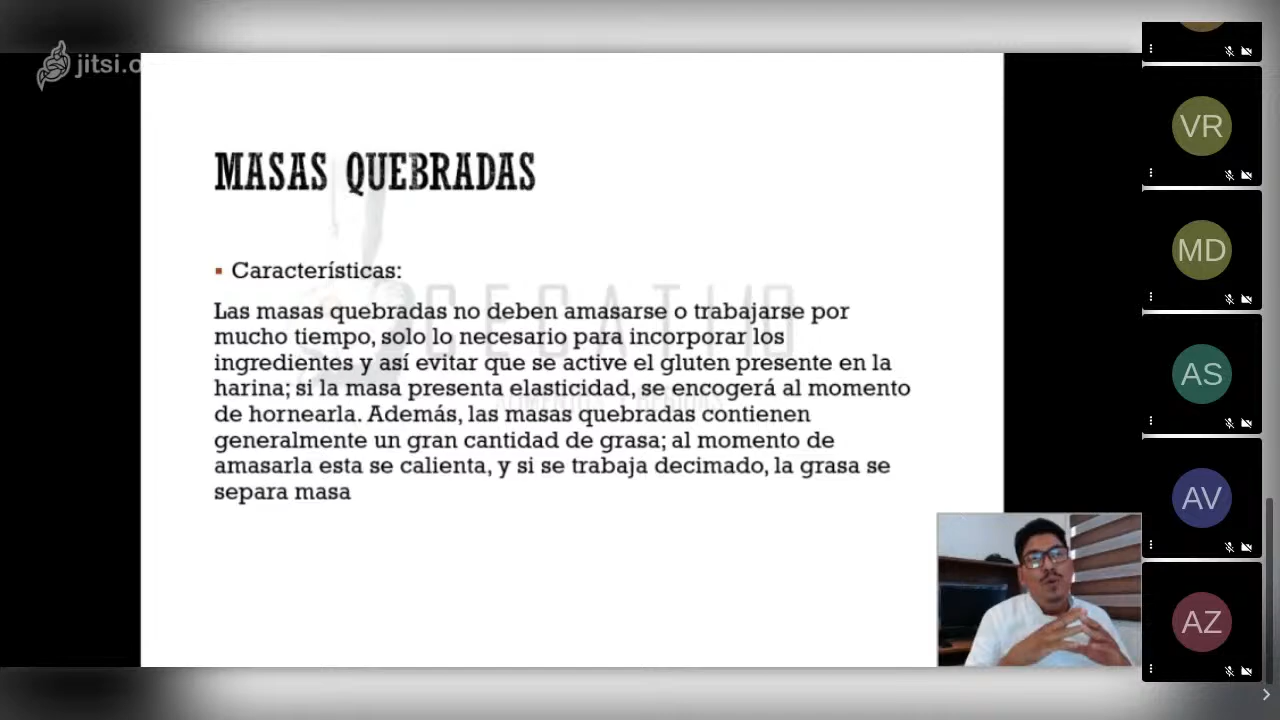 jitsi.o
MASAS QUEBRADAS
▪ Características:
Las masas quebradas no deben amasarse o trabajarse por
mucho tiempo, solo lo necesario para incorporar los
ingredientes y así evitar que se active el gluten presente en la
harina; si la masa presenta elasticidad, se encogerá al momento
de hornearla. Además, las masas quebradas contienen
generalmente un gran cantidad de grasa; al momento de
amasarla esta se calienta, y si se trabaja decimado, la grasa se
separa masa
VR
MD
AS
AV
AZ